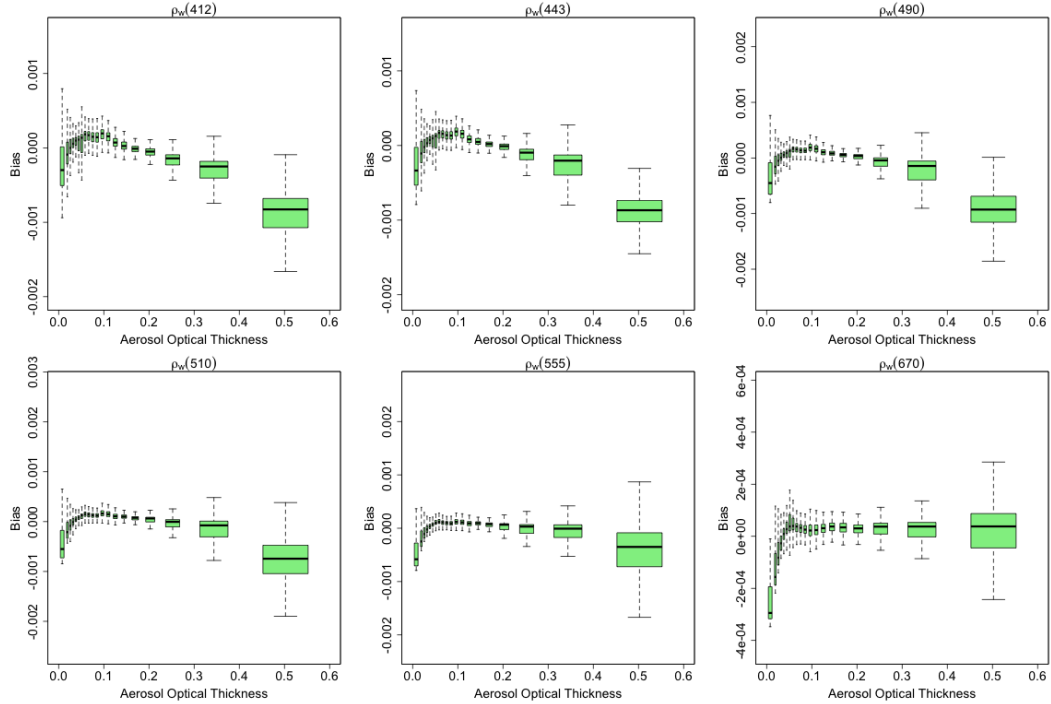 ρw(412)
Bias
0.001
0.000
-0.001
-0.002
0.0 0.1 0.2 0.3 0.4 0.5 0.6
Aerosol Optical Thickness
ρw(443)
Bias
0.001
0.000
-0.001
-0.002
0.0 0.1 0.2 0.3 0.4 0.5 0.6
Aerosol Optical Thickness
ρw(490)
Bias
0.002
0.001
0.000
-0.001
-0.002
0.0 0.1 0.2 0.3 0.4 0.5 0.6
Aerosol Optical Thickness
ρw(510)
Bias
0.003
0.002
0.001
0.000
-0.001
-0.002
0.0 0.1 0.2 0.3 0.4 0.5 0.6
Aerosol Optical Thickness
ρw(555)
Bias
0.002
0.001
0.000
-0.001
-0.002
0.0 0.1 0.2 0.3 0.4 0.5 0.6
Aerosol Optical Thickness
ρw(670)
Bias
6e-04
4e-04
2e-04
0e+00
-2e-04
-4e-04
0.0 0.1 0.2 0.3 0.4 0.5 0.6
Aerosol Optical Thickness